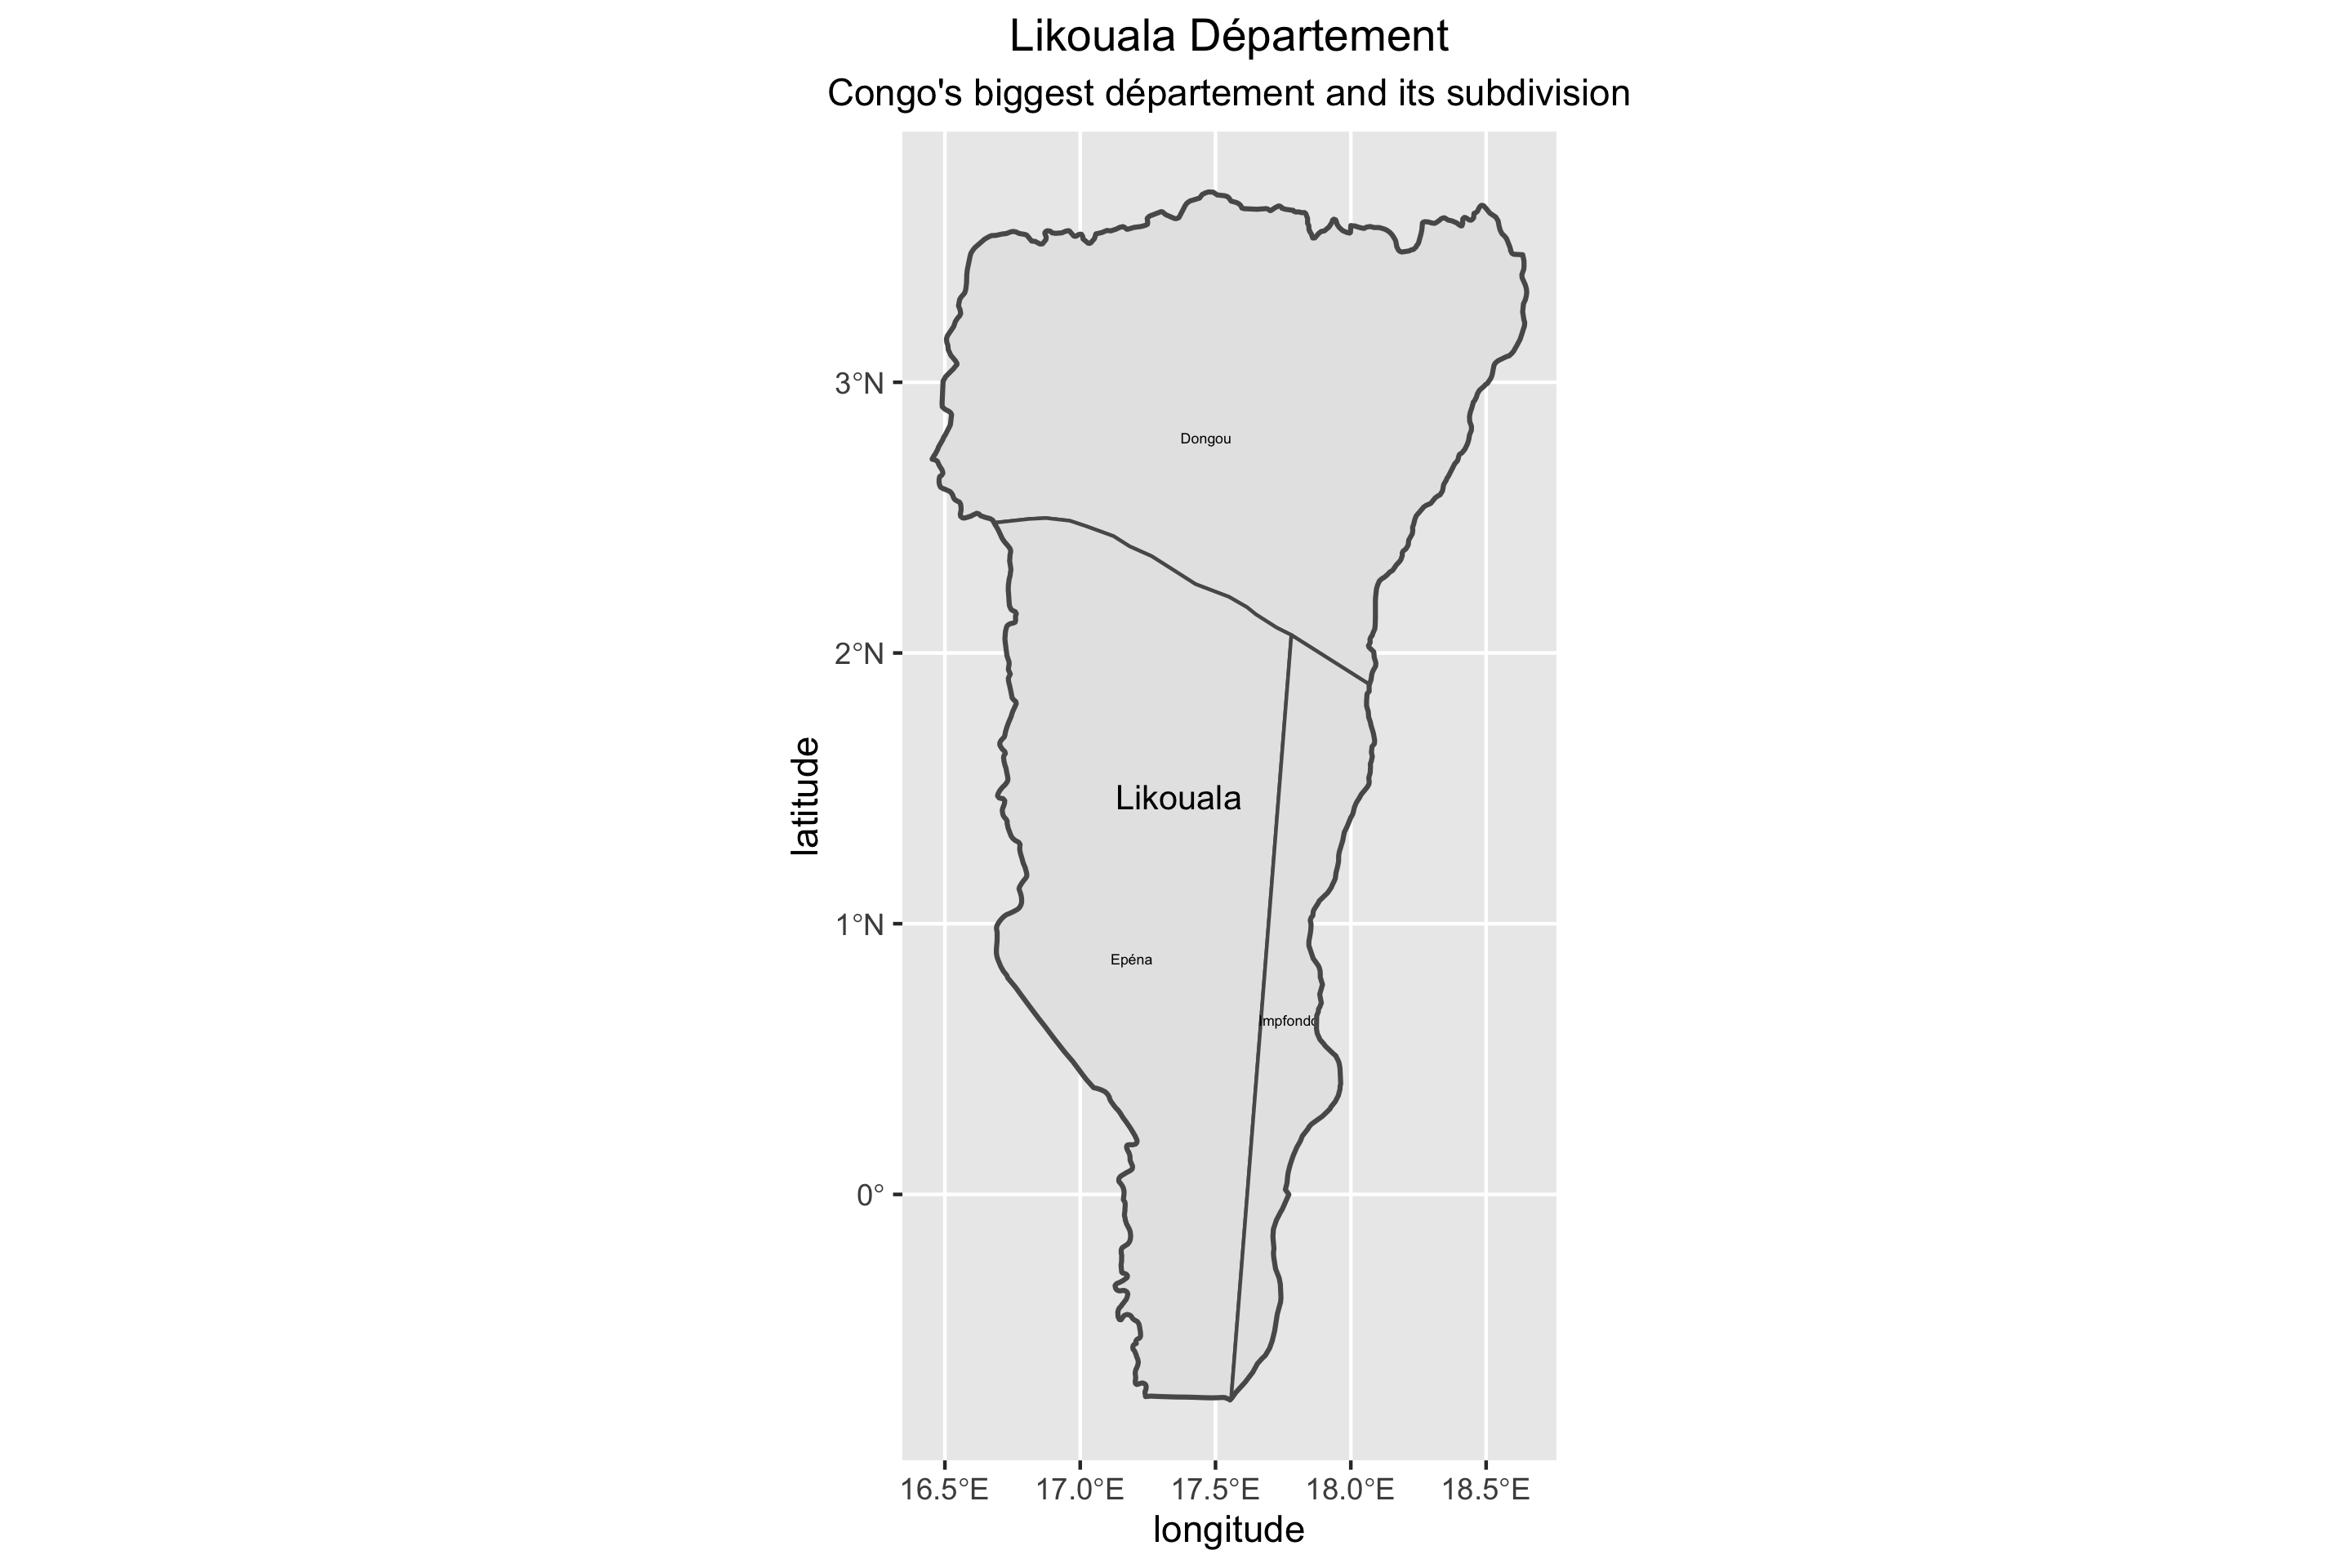 Likouala Département
Congo's biggest département and its subdivision
3°N
2°N
1°N
0°
latitude
Dongou
Likouala
Epéna
Impfondo
16.5°E 17.0°E 17.5°E 18.0°E 18.5°E
longitude